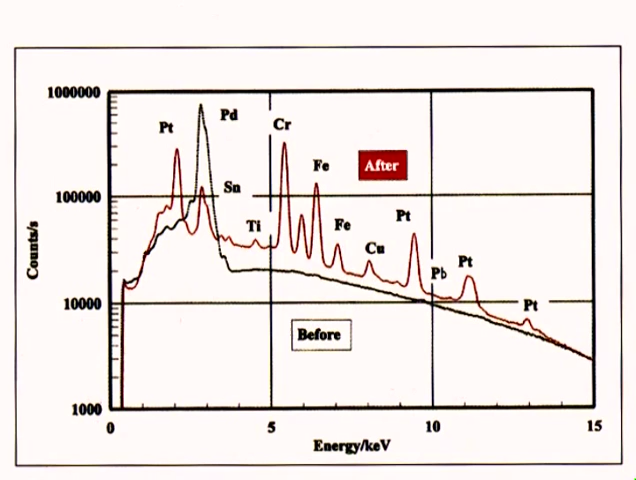 1000000
Pt
Pd
Cr
Fe
After
100000
Sn
Ti
Fe
Cu
Pt
Pb
Pt
Pt
Counts/s
10000
Before
1000
0
5
10
15
Energy/keV